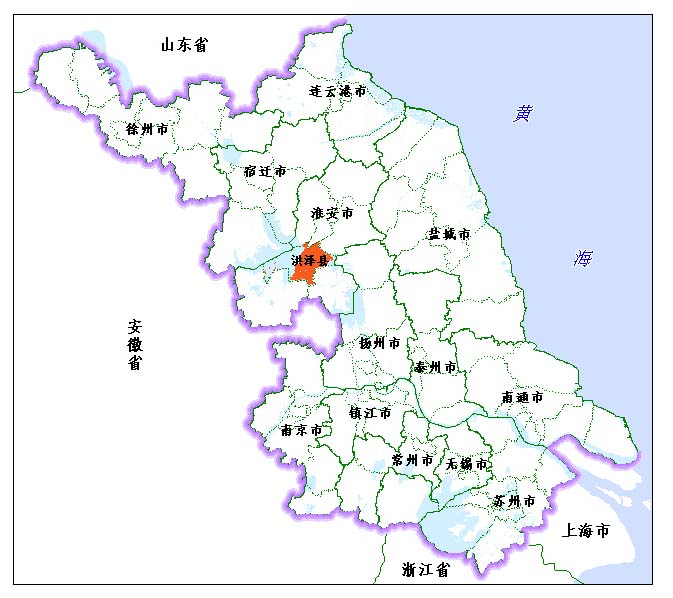 山东省
连云港市
黄
徐州市
宿迁市
淮安市
盐城市
海
洪泽县
安徽省
扬州市
泰州市
南通市
镇江市
南京市
常州市
无锡市
苏州市
上海市
浙江省